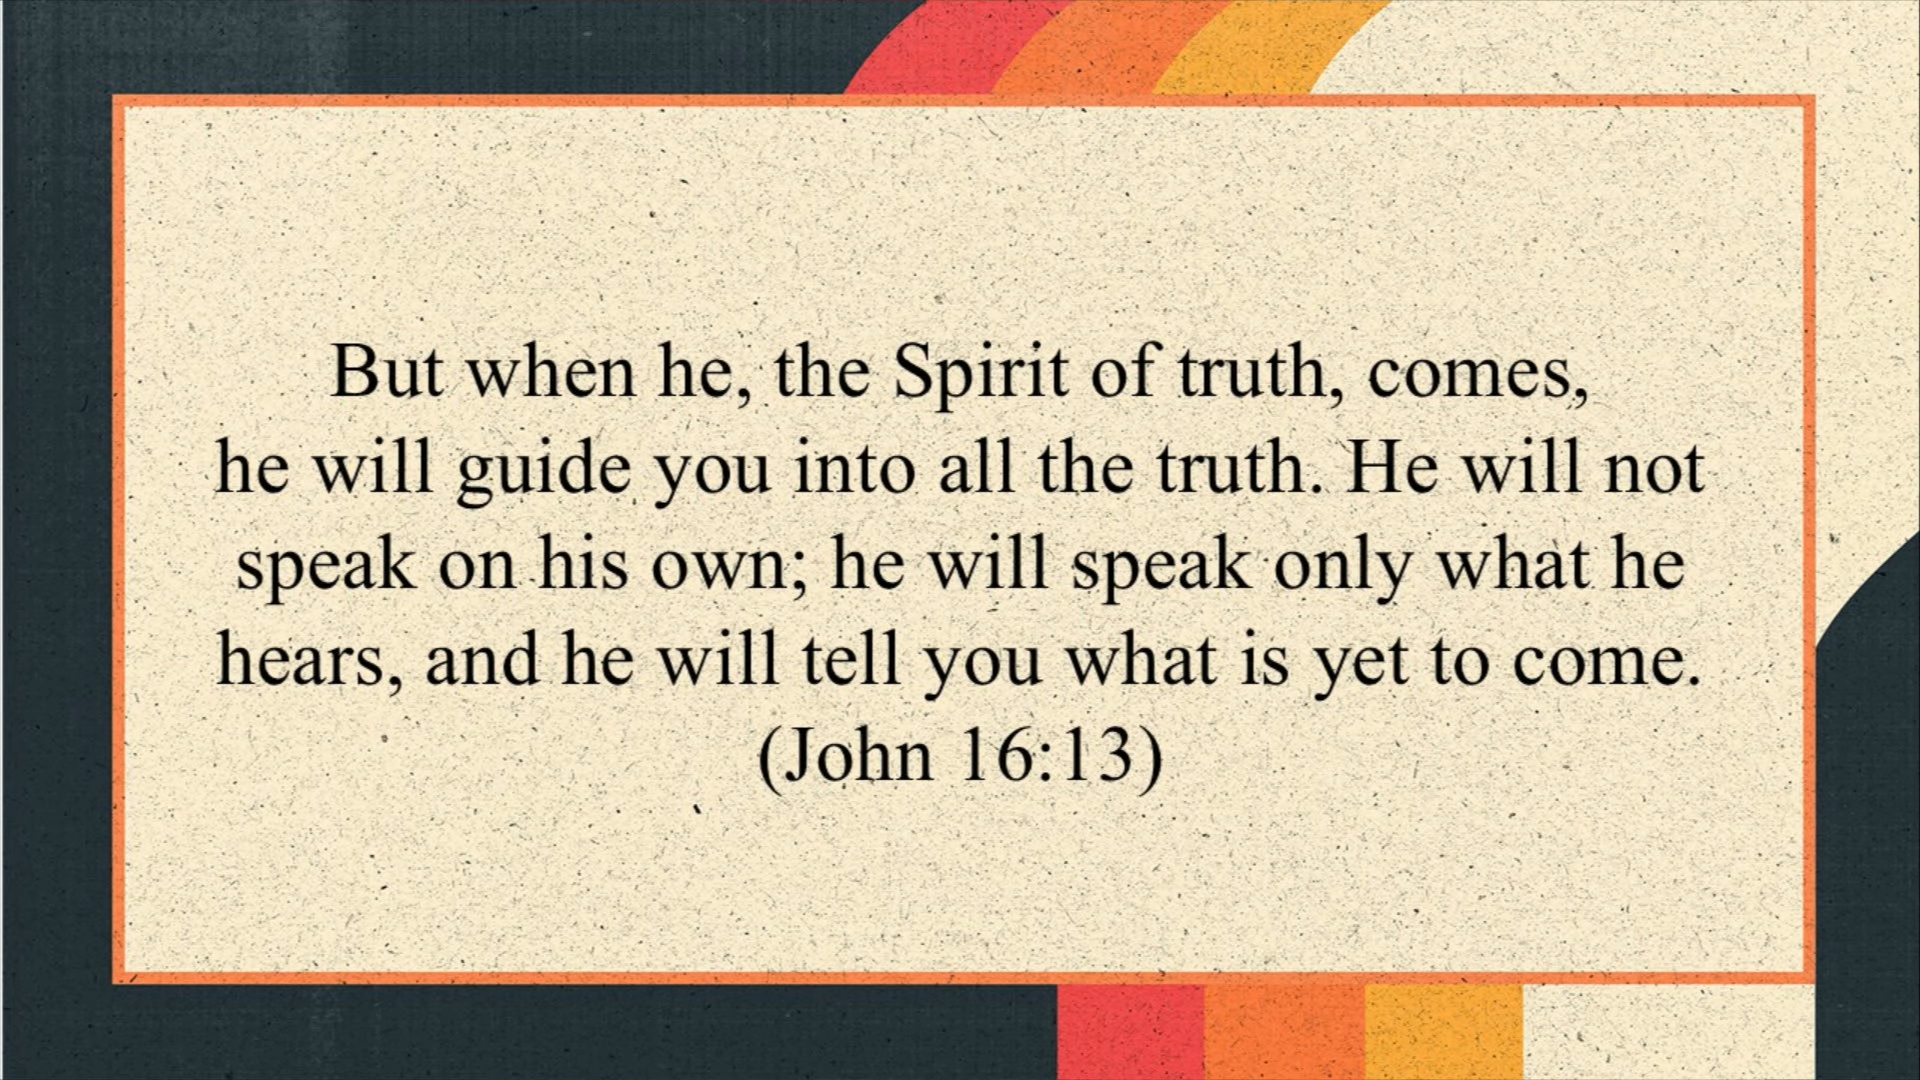 But when he, the Spirit of truth, comes,
he will guide you into all the truth. He will not
speak on his own; he will speak only what he
hears, and he will tell you what is yet to come.
(John 16:13)